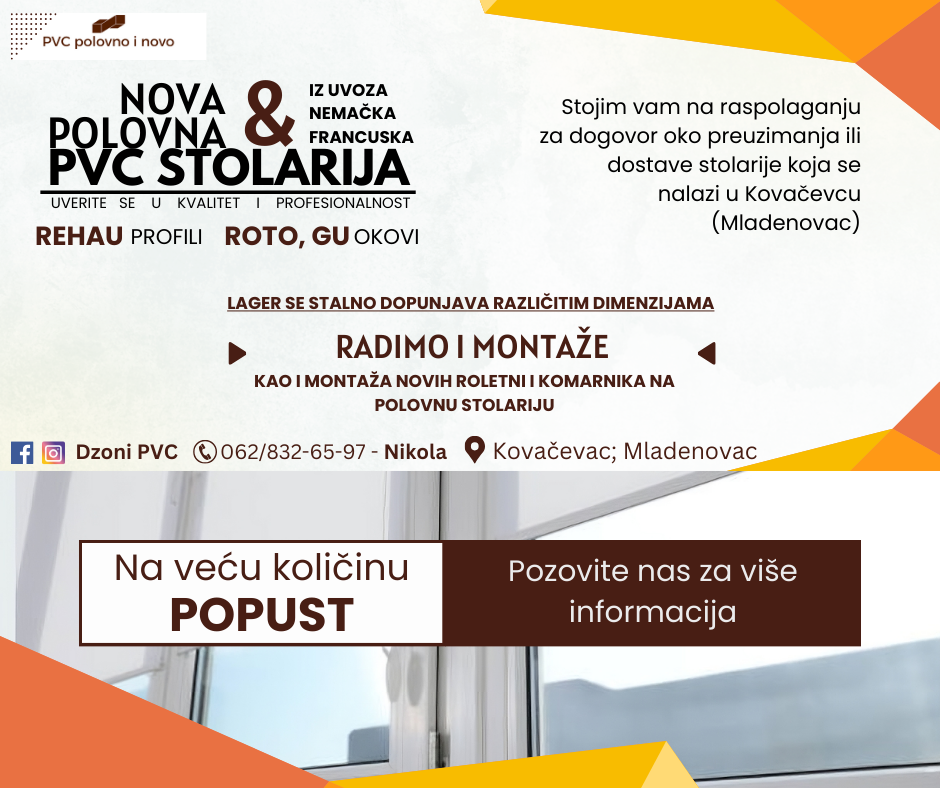 PVC polovno i novo
NOVA
POLOVNA
&
IZ UVOZA
NEMAČKA
FRANCUSKA
PVC STOLARIJA
UVERITE SE U KVALITET I PROFESIONALNOST
REHAU PROFILI ROTO, GU OKOVI
Stojim vam na raspolaganju
za dogovor oko preuzimanja ili
dostave stolarije koja se
nalazi u Kovačevcu
(Mladenovac)
LAGER SE STALNO DOPUNJAVA RAZLIČITIM DIMENZIJAMA
RADIMO I MONTAŽE
KAO I MONTAŽA NOVIH ROLETNI I KOMARNIKA NA
POLOVNU STOLARIJU
Dzoni PVC 062/832-65-97 - Nikola Kovačevac; Mladenovac
Na veću količinu
POPUST
Pozovite nas za više
informacija